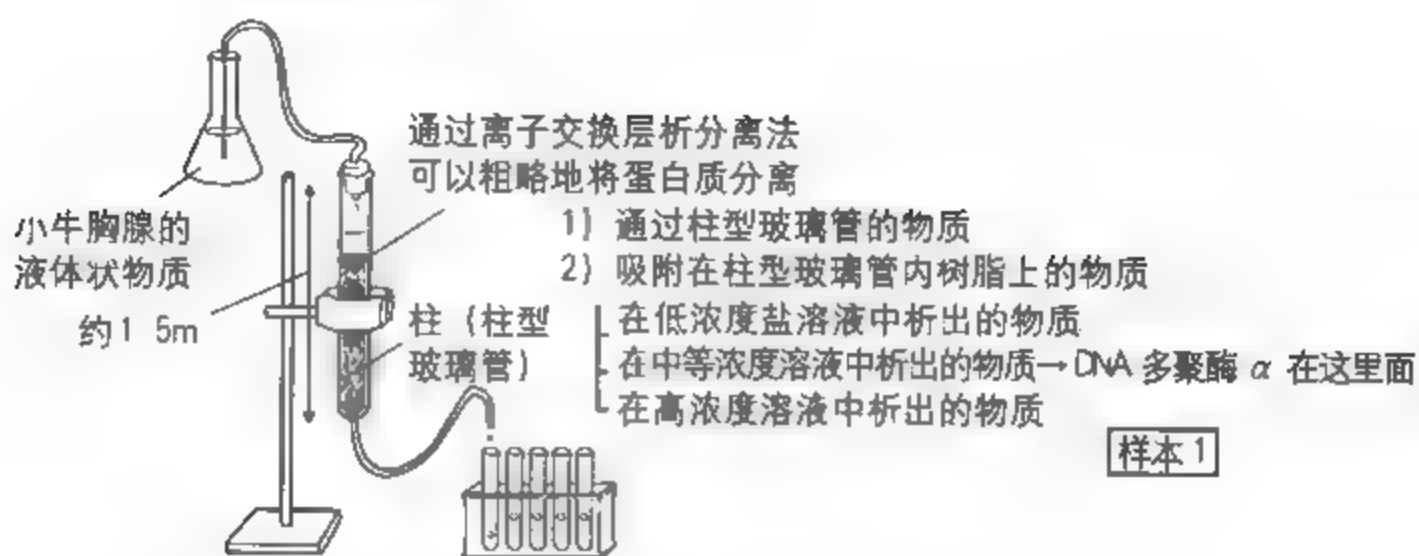 通过离子交换层析分离法
可以粗略地将蛋白质分离
小牛胸腺的
液体状物质
约1 5m
1) 通过柱型玻璃管的物质
2) 吸附在柱型玻璃管内树脂上的物质
柱 (柱型
玻璃管)
在低浓度盐溶液中析出的物质
在中等浓度溶液中析出的物质→DNA 多聚酶 α 在这里面
在高浓度溶液中析出的物质
样本1